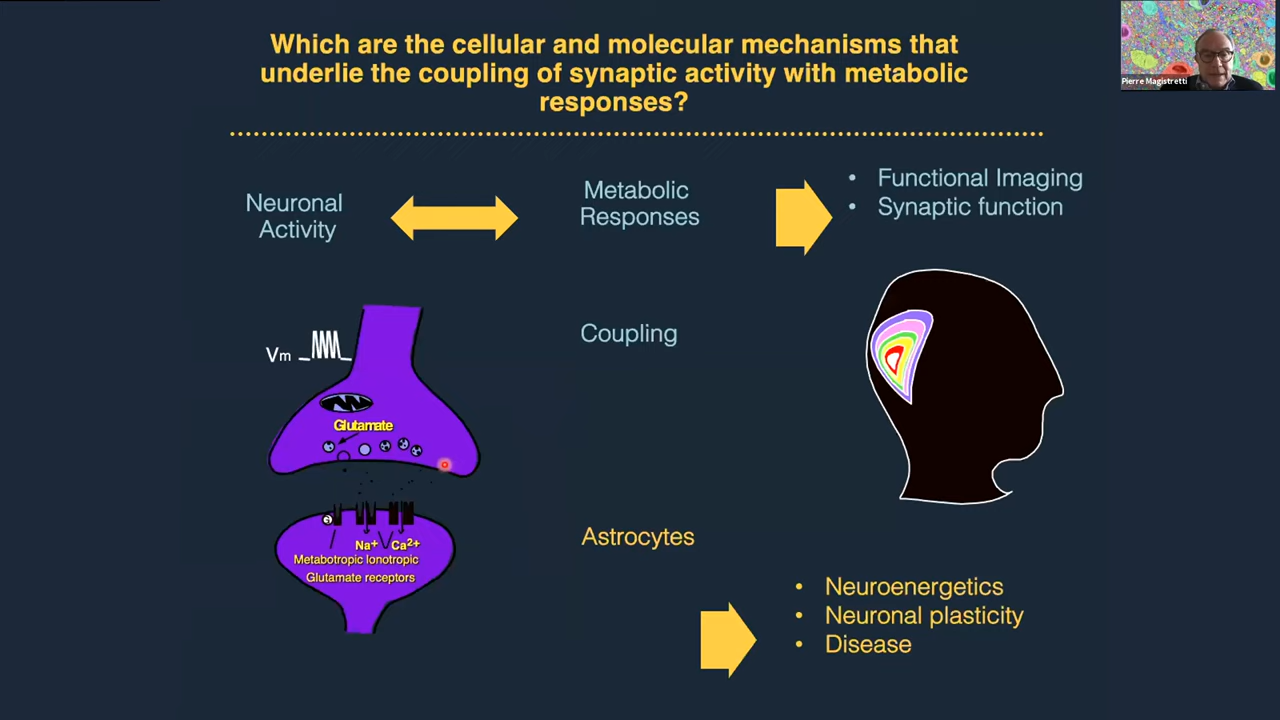 Which are the cellular and molecular mechanisms that
underlie the coupling of synaptic activity with metabolic
responses?
Pierre Magistretti
Neuronal
Activity
Metabolic
Responses
• Functional Imaging
• Synaptic function
Vm
Coupling
Glutamate
G
Na+ Ca2+
Metabotropic Ionotropic
Glutamate receptors
Astrocytes
• Neuroenergetics
• Neuronal plasticity
• Disease